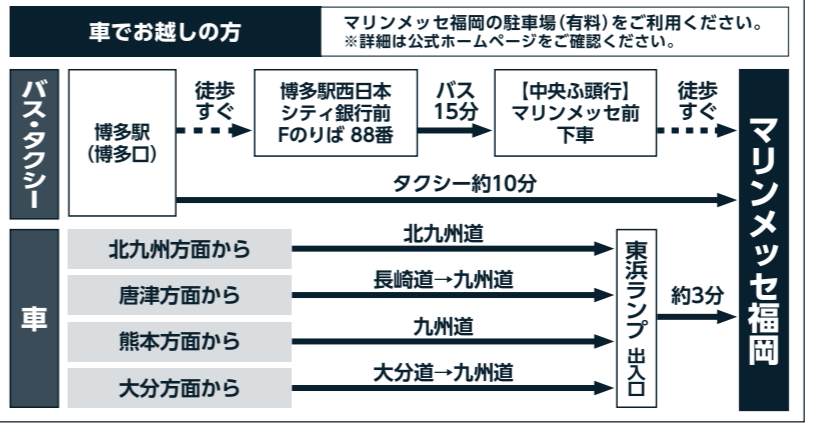 車でお越しの方
マリンメッセ福岡の駐車場(有料)をご利用ください。
※詳細は公式ホームページをご確認ください。
バス・タクシー
博多駅
(博多口)
徒歩
すぐ
博多駅西日本
シティ銀行前
Fのりば 88番
バス
15分
【中央ふ頭行】
マリンメッセ前
下車
徒歩
すぐ
タクシー約10分
マリンメッセ福岡
車
北九州方面から
北九州道
唐津方面から
長崎道→九州道
熊本方面から
九州道
大分方面から
大分道→九州道
東浜ランプ 出入口
約3分